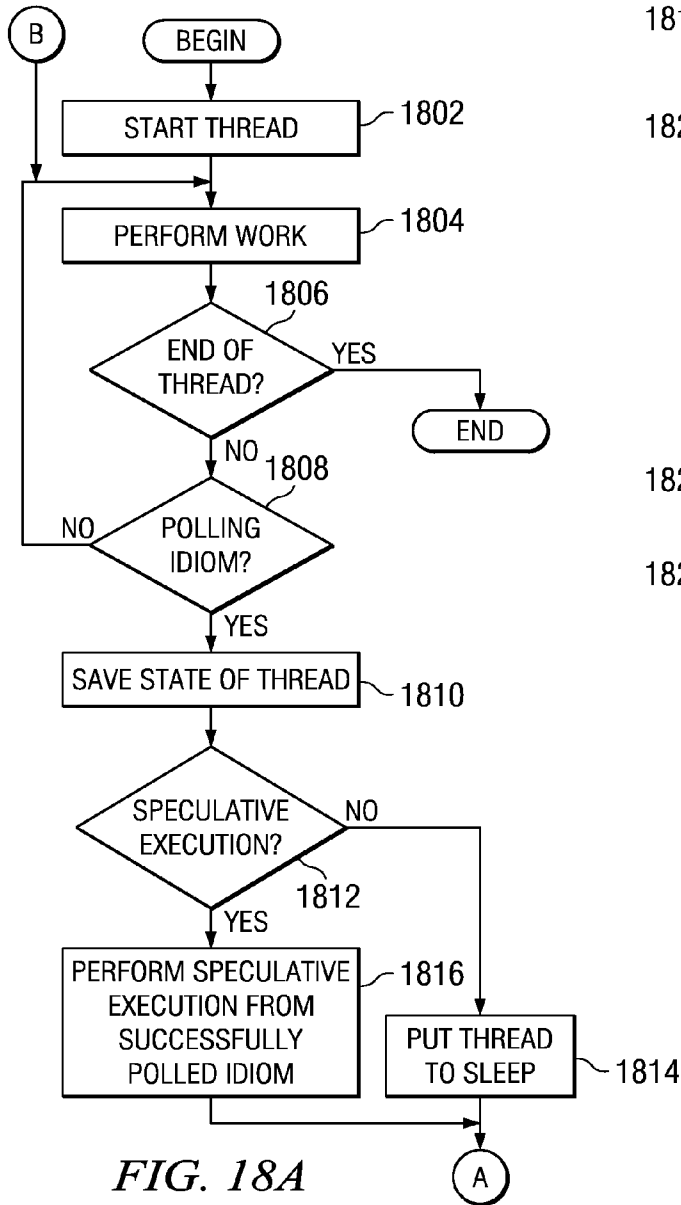 B
BEGIN
START THREAD
1802
PERFORM WORK
1804
1806
END OF
THREAD?
YES
END
NO
1808
NO
POLLING
IDIOM?
YES
SAVE STATE OF THREAD
1810
SPECULATIVE
EXECUTION?
NO
1812
YES
PERFORM SPECULATIVE
EXECUTION FROM
SUCCESSFULLY
POLLED IDIOM
1816
PUT THREAD
TO SLEEP
1814
A
FIG. 18A